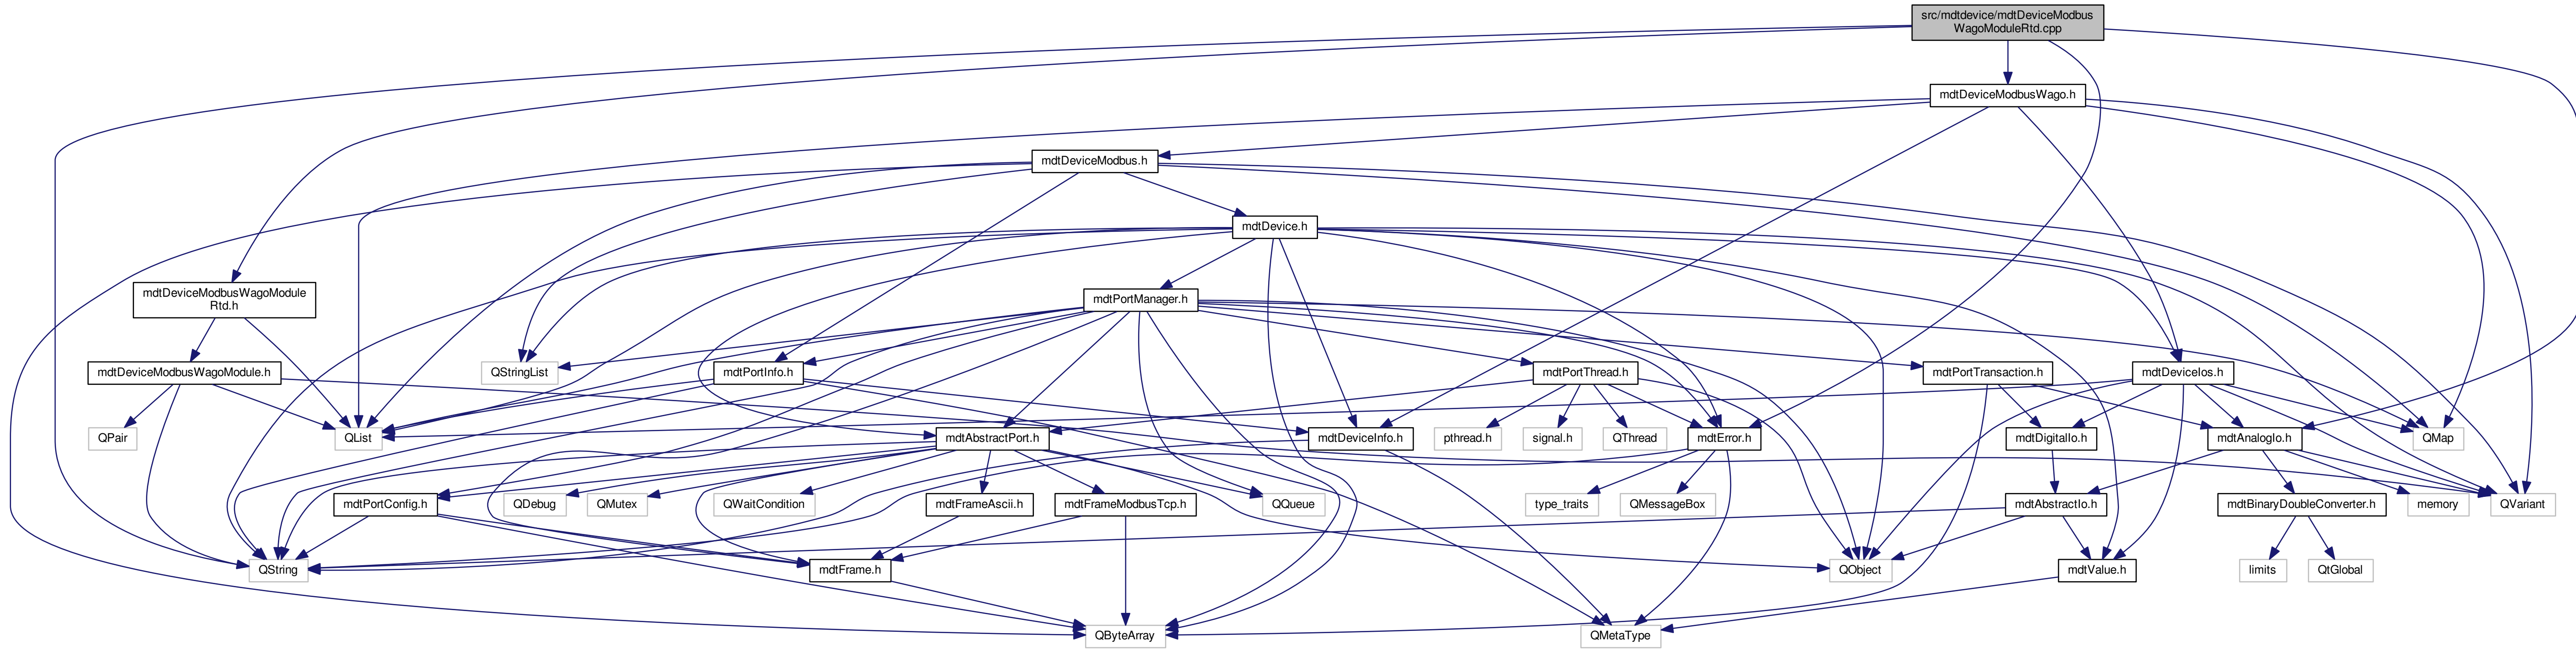 src/mdtdevice/mdtDeviceModbus
WagoModuleRtd.cpp
mdtDeviceModbusWago.h
mdtDeviceModbus.h
mdtDevice.h
mdtDeviceModbusWagoModule
Rtd.h
mdtPortManager.h
mdtDeviceModbusWagoModule.h
QStringList
mdtPortInfo.h
mdtPortThread.h
mdtPortTransaction.h
mdtDeviceIos.h
QPair
QList
mdtAbstractPort.h
mdtDeviceInfo.h
pthread.h
signal.h
QThread
mdtError.h
mdtDigitalIo.h
mdtAnalogIo.h
QMap
mdtPortConfig.h
QDebug
QMutex
QWaitCondition
mdtFrameAscii.h
mdtFrameModbusTcp.h
QQueue
type_traits
QMessageBox
mdtAbstractIo.h
mdtBinaryDoubleConverter.h
memory
QVariant
QString
mdtFrame.h
QObject
mdtValue.h
limits
QtGlobal
QByteArray
QMetaType